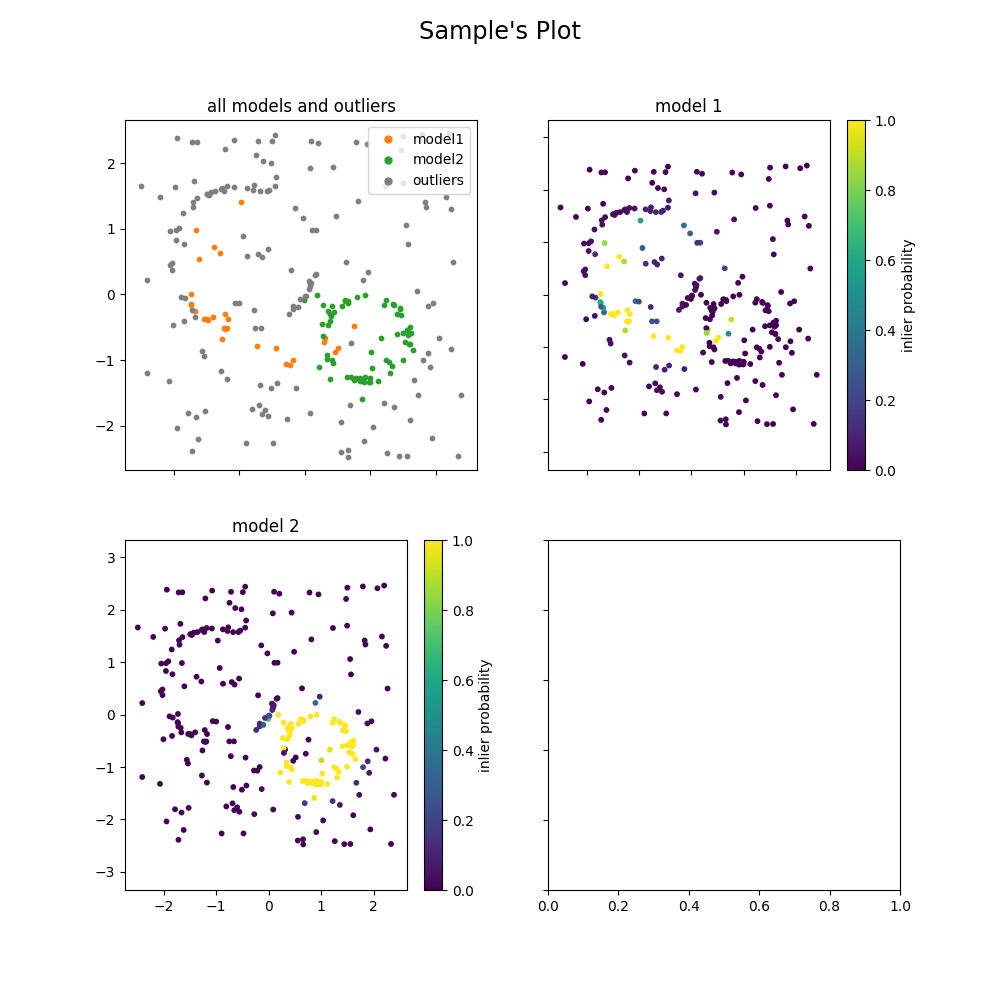 Sample's Plot
all models and outliers
model1
model2
outliers
2
1
0
−1
−2
model 1
1.0
0.8
0.6
0.4
0.2
0.0
inlier probability
model 2
3
2
1
0
−1
−2
−3
−2 −1 0 1 2
1.0
0.8
0.6
0.4
0.2
0.0
inlier probability
0.0 0.2 0.4 0.6 0.8 1.0